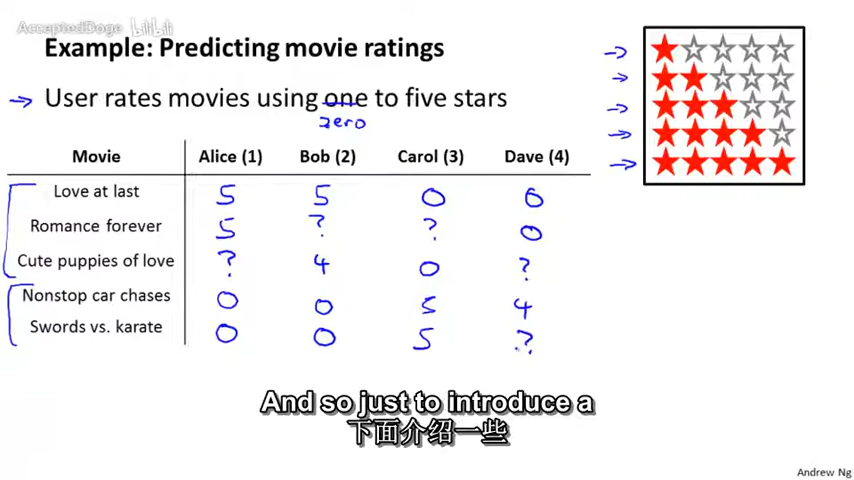 AcceptedDoge bilibili
Example: Predicting movie ratings
User rates movies using one to five stars
zero
Movie Alice (1) Bob (2) Carol (3) Dave (4)
Love at last 5 5 0 0
Romance forever 5 ? ? 0
Cute puppies of love ? 4 0 ?
Nonstop car chases 0 0 5 4
Swords vs. karate 0 0 5 ?
And so just to introduce a
下面介绍一些
Andrew Ng